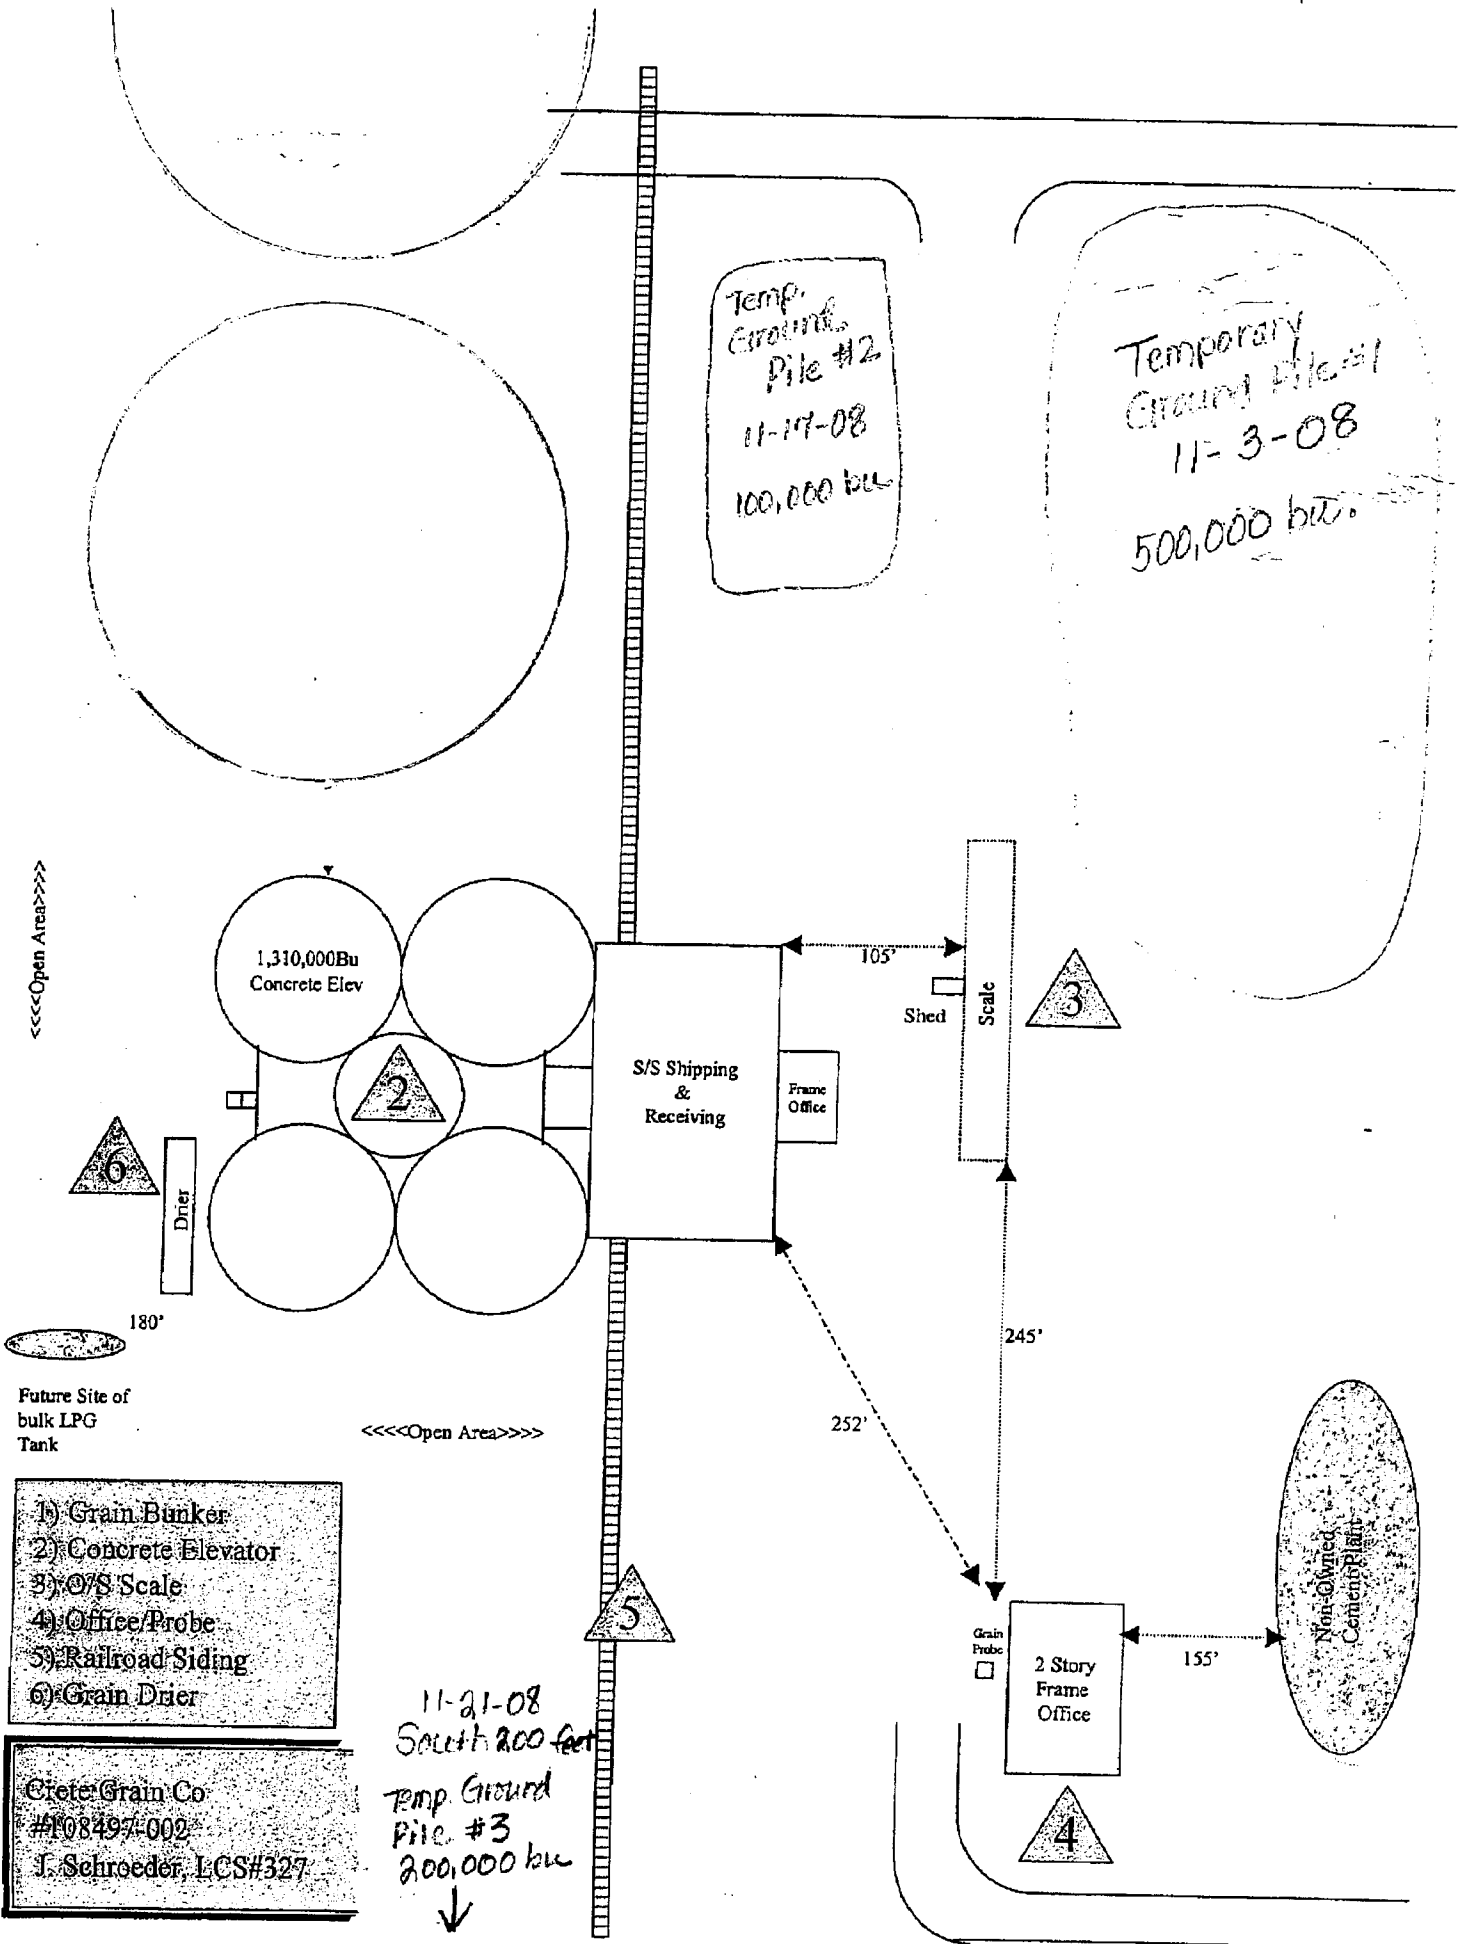 Temp.
Ground
Pile #2
11-17-08
100,000 bu
Temporary
Ground Pile #1
11-3-08
500,000 bu.
<<<<Open Area>>>>
1,310,000Bu
Concrete Elev
105'
Shed
Scale
3
S/S Shipping
&
Receiving
Frame
Office
2
6
Drier
180'
245'
Future Site of
bulk LPG
Tank
<<<<Open Area>>>>
252'
1) Grain Bunker
2) Concrete Elevator
3) O/S Scale
4) Office/Probe
5) Railroad Siding
6) Grain Drier
5
Non-Owned
Cement Plant
Grain
Probe
2 Story
Frame
Office
155'
4
11-21-08
South 200 feet
Temp. Ground
Pile #3
200,000 bu
Crete Grain Co
#108497-002
J. Schroeder, LCS#327